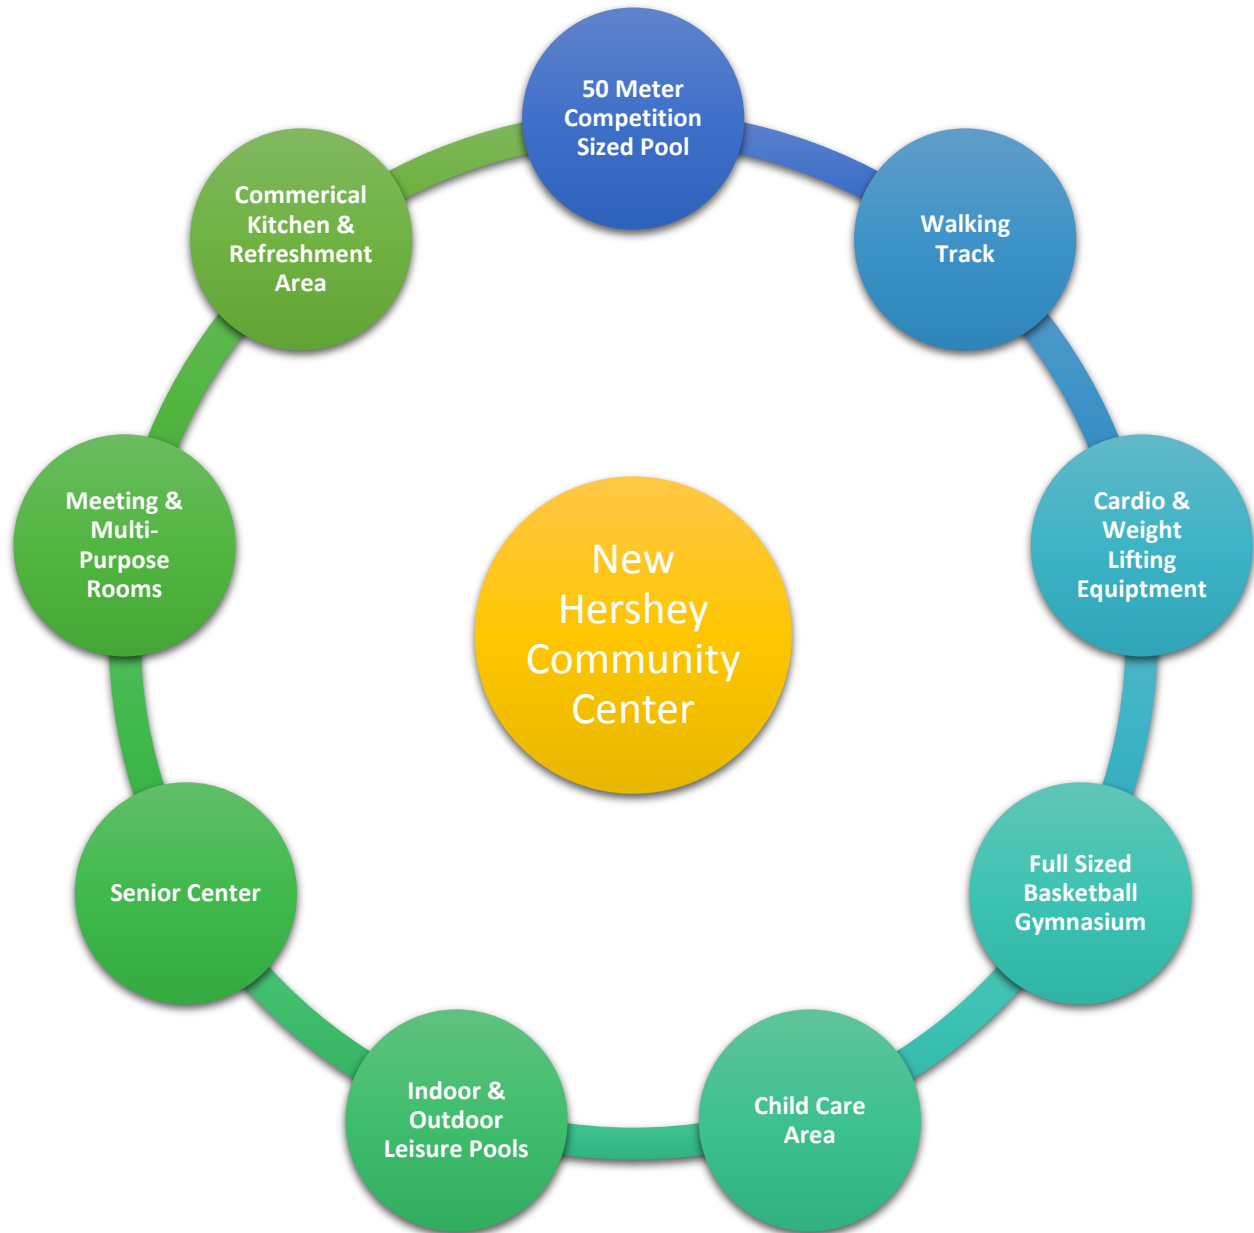 50 Meter
Competition
Sized Pool
Walking
Track
Cardio &
Weight
Lifting
Equiptment
Full Sized
Basketball
Gymnasium
Child Care
Area
Indoor &
Outdoor
Leisure Pools
Senior Center
Meeting &
Multi-
Purpose
Rooms
Commerical
Kitchen &
Refreshment
Area
New
Hershey
Community
Center